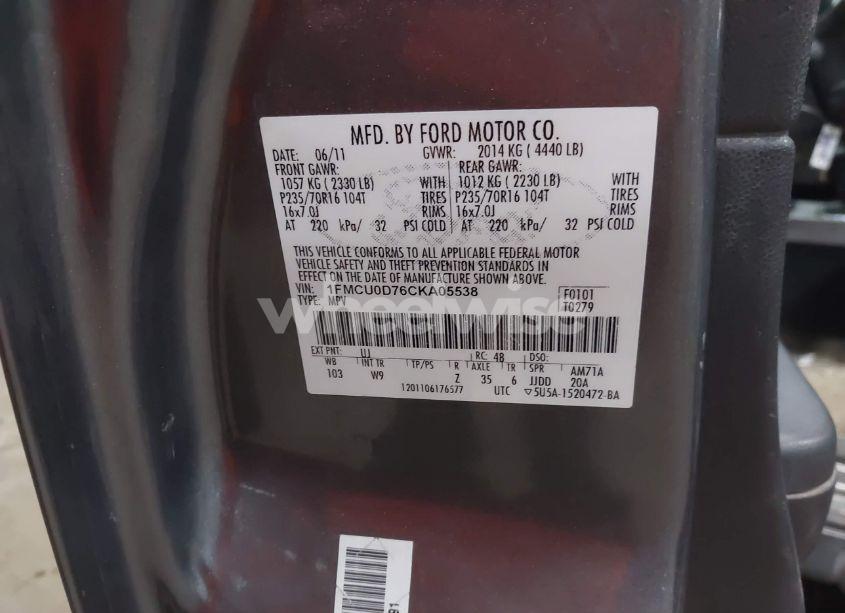 MFD. BY FORD MOTOR CO.
DATE: 06/11 GVWR: 2014 KG ( 4440 LB)
FRONT GAWR: REAR GAWR:
1057 KG ( 2330 LB) WITH 1012 KG ( 2230 LB) WITH
P235/70R16 104T TIRES P235/70R16 104T TIRES
16x7.0J RIMS 16x7.0J RIMS
AT 220 kPa/ 32 PSI COLD AT 220 kPa/ 32 PSI COLD
THIS VEHICLE CONFORMS TO ALL APPLICABLE FEDERAL MOTOR
VEHICLE SAFETY AND THEFT PREVENTION STANDARDS IN
EFFECT ON THE DATE OF MANUFACTURE SHOWN ABOVE.
VIN: 1FMCU0D76CKA05538 F0101
TYPE: MPV T0279
wheelwise
EXT PNT: UJ RC: 48 DSO:
WB INT TR TP/PS R AXLE TR SPR AM71A
103 W9 Z 35 6 JJDD 20A
1201106176577 UTC ▽5U5A-1520472-BA
91